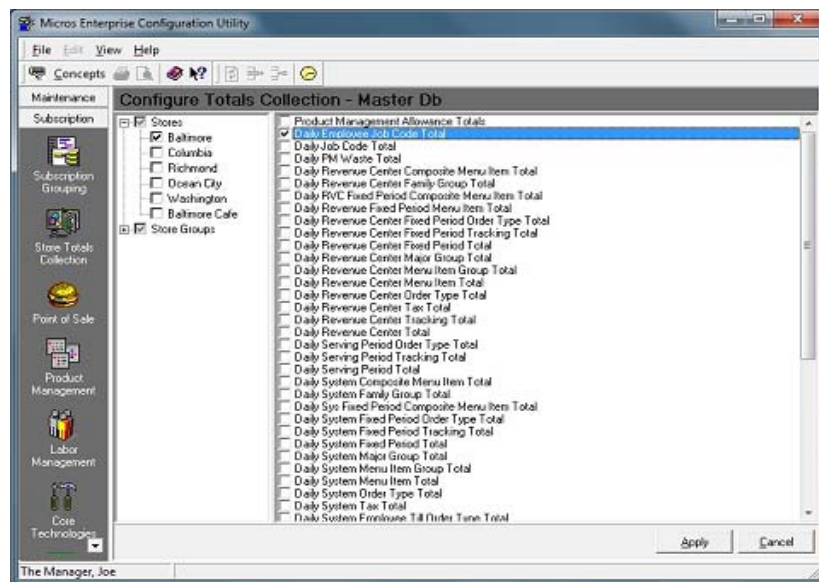 Micros Enterprise Configuration Utility
File Edit View Help
Concepts
Maintenance
Subscription
Subscription
Grouping
Store Totals
Collection
Point of Sale
Product
Management
Labor
Management
Core
Technologies
Configure Totals Collection - Master Db
Stores
Baltimore
Columbia
Richmond
Ocean City
Washington
Baltimore Cafe
Store Groups
Product Management Allowance Totals
Daily Employee Job Code Total
Daily Job Code Total
Daily PM Waste Total
Daily Revenue Center Composite Menu Item Total
Daily Revenue Center Family Group Total
Daily RVC Fixed Period Composite Menu Item Total
Daily Revenue Fixed Period Menu Item Total
Daily Revenue Center Fixed Period Order Type Total
Daily Revenue Center Fixed Period Tracking Total
Daily Revenue Center Fixed Period Total
Daily Revenue Center Major Group Total
Daily Revenue Center Menu Item Group Total
Daily Revenue Center Menu Item Total
Daily Revenue Center Order Type Total
Daily Revenue Center Tax Total
Daily Revenue Center Tracking Total
Daily Revenue Center Total
Daily Serving Period Order Type Total
Daily Serving Period Tracking Total
Daily Serving Period Total
Daily System Composite Menu Item Total
Daily System Family Group Total
Daily Sys Fixed Period Composite Menu Item Total
Daily System Fixed Period Order Type Total
Daily System Fixed Period Tracking Total
Daily System Fixed Period Total
Daily System Major Group Total
Daily System Menu Item Group Total
Daily System Menu Item Total
Daily System Order Type Total
Daily System Tax Total
Daily System Employee Till Order Type Total
Apply
Cancel
The Manager, Joe